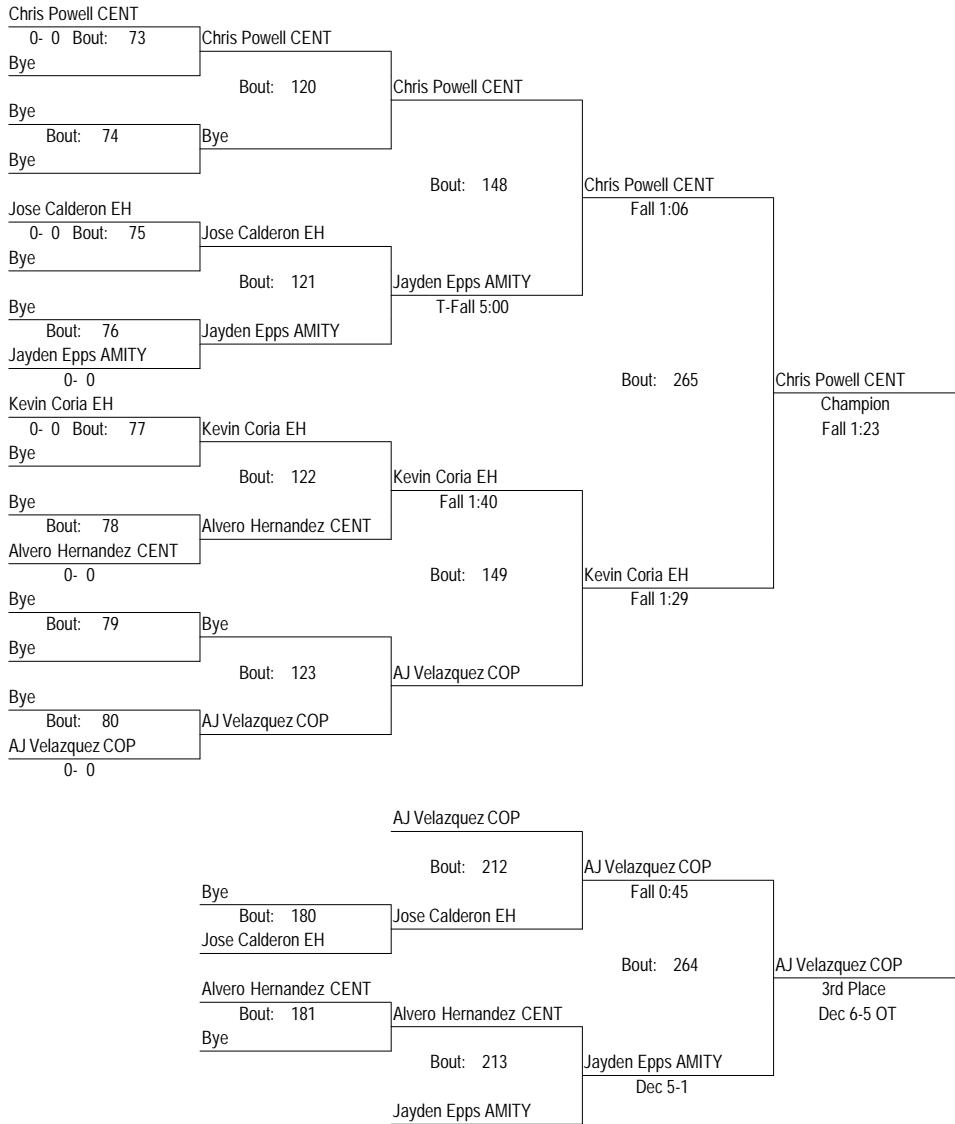 Chris Powell CENT
0- 0 Bout: 73
Chris Powell CENT
Bye
Bout: 120
Chris Powell CENT
Bye
Bout: 74
Bye
Bye
Bout: 148
Chris Powell CENT
Fall 1:06
Jose Calderon EH
0- 0 Bout: 75
Jose Calderon EH
Bye
Bout: 121
Jayden Epps AMITY
T-Fall 5:00
Bye
Bout: 76
Jayden Epps AMITY
Jayden Epps AMITY
0- 0
Bout: 265
Chris Powell CENT
Champion
Fall 1:23
Kevin Coria EH
0- 0 Bout: 77
Kevin Coria EH
Bye
Bout: 122
Kevin Coria EH
Fall 1:40
Bye
Bout: 78
Alvero Hernandez CENT
Alvero Hernandez CENT
0- 0
Bout: 149
Kevin Coria EH
Fall 1:29
Bye
Bout: 79
Bye
Bye
Bout: 123
AJ Velazquez COP
Bye
Bout: 80
AJ Velazquez COP
AJ Velazquez COP
0- 0
AJ Velazquez COP
Bout: 212
AJ Velazquez COP
Fall 0:45
Bye
Bout: 180
Jose Calderon EH
Jose Calderon EH
Bout: 264
AJ Velazquez COP
3rd Place
Dec 6-5 OT
Alvero Hernandez CENT
Bout: 181
Alvero Hernandez CENT
Bye
Bout: 213
Jayden Epps AMITY
Dec 5-1
Jayden Epps AMITY